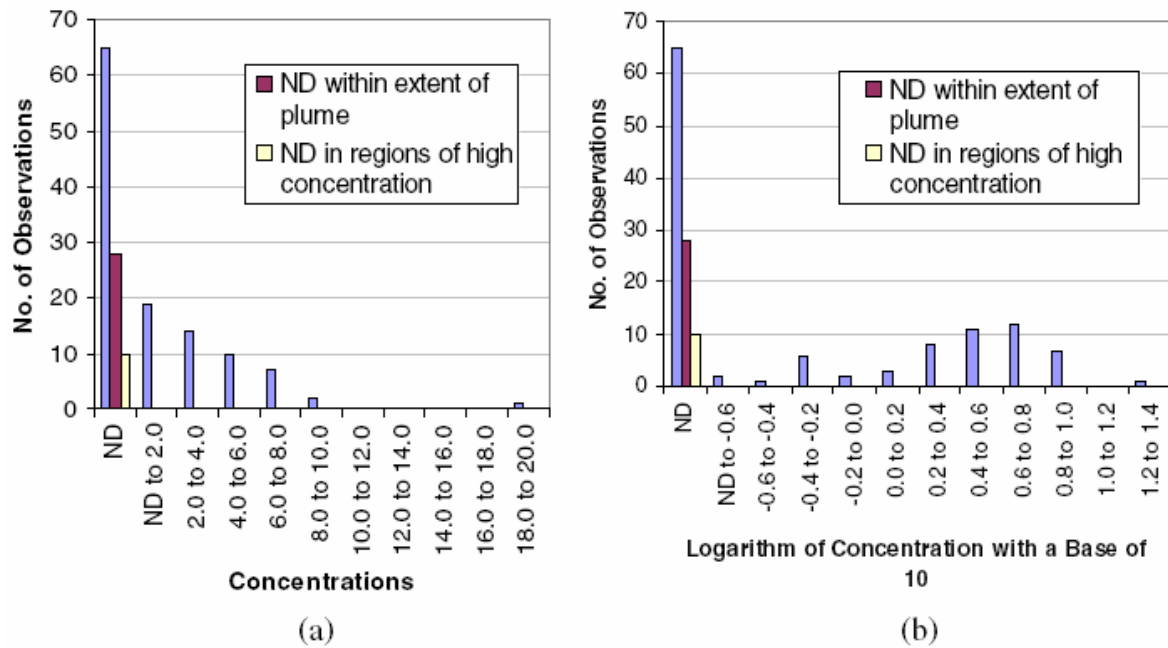 70
60
50
40
30
20
10
0
No. of Observations
ND within extent of
plume
ND in regions of high
concentration
ND
ND to 2.0
2.0 to 4.0
4.0 to 6.0
6.0 to 8.0
8.0 to 10.0
10.0 to 12.0
12.0 to 14.0
14.0 to 16.0
16.0 to 18.0
18.0 to 20.0
Concentrations
(a)
70
60
50
40
30
20
10
0
No. of Observations
ND within extent of
plume
ND in regions of high
concentration
ND
ND to -0.6
-0.6 to -0.4
-0.4 to -0.2
-0.2 to 0.0
0.0 to 0.2
0.2 to 0.4
0.4 to 0.6
0.6 to 0.8
0.8 to 1.0
1.0 to 1.2
1.2 to 1.4
Logarithm of Concentration with a Base of
10
(b)